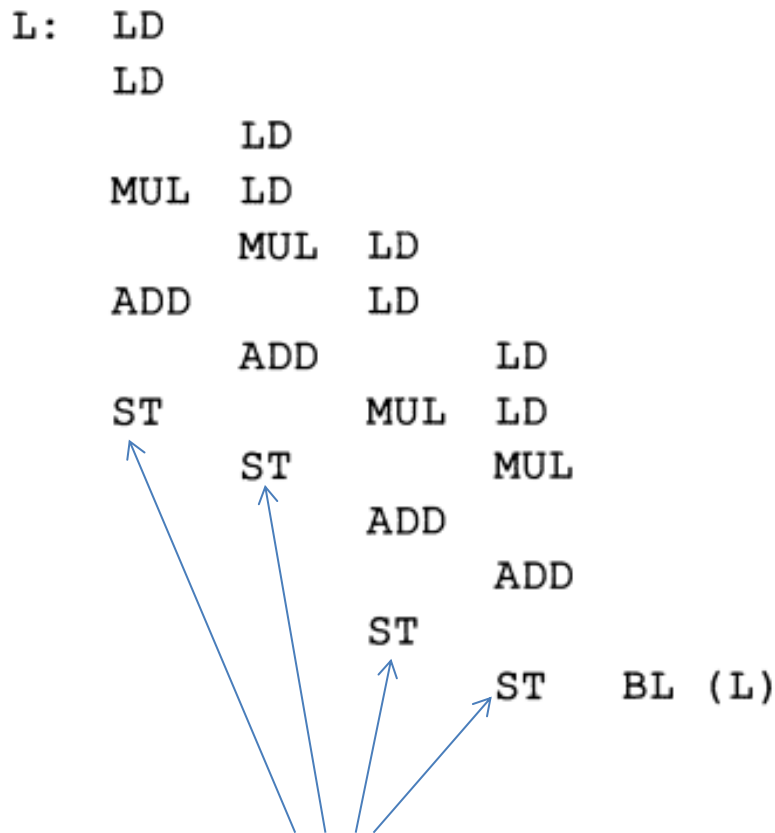 L: LD
LD
LD
MUL LD
MUL LD
ADD LD
ADD LD
ST MUL LD
ST MUL
ADD
ADD
ST
ST BL (L)